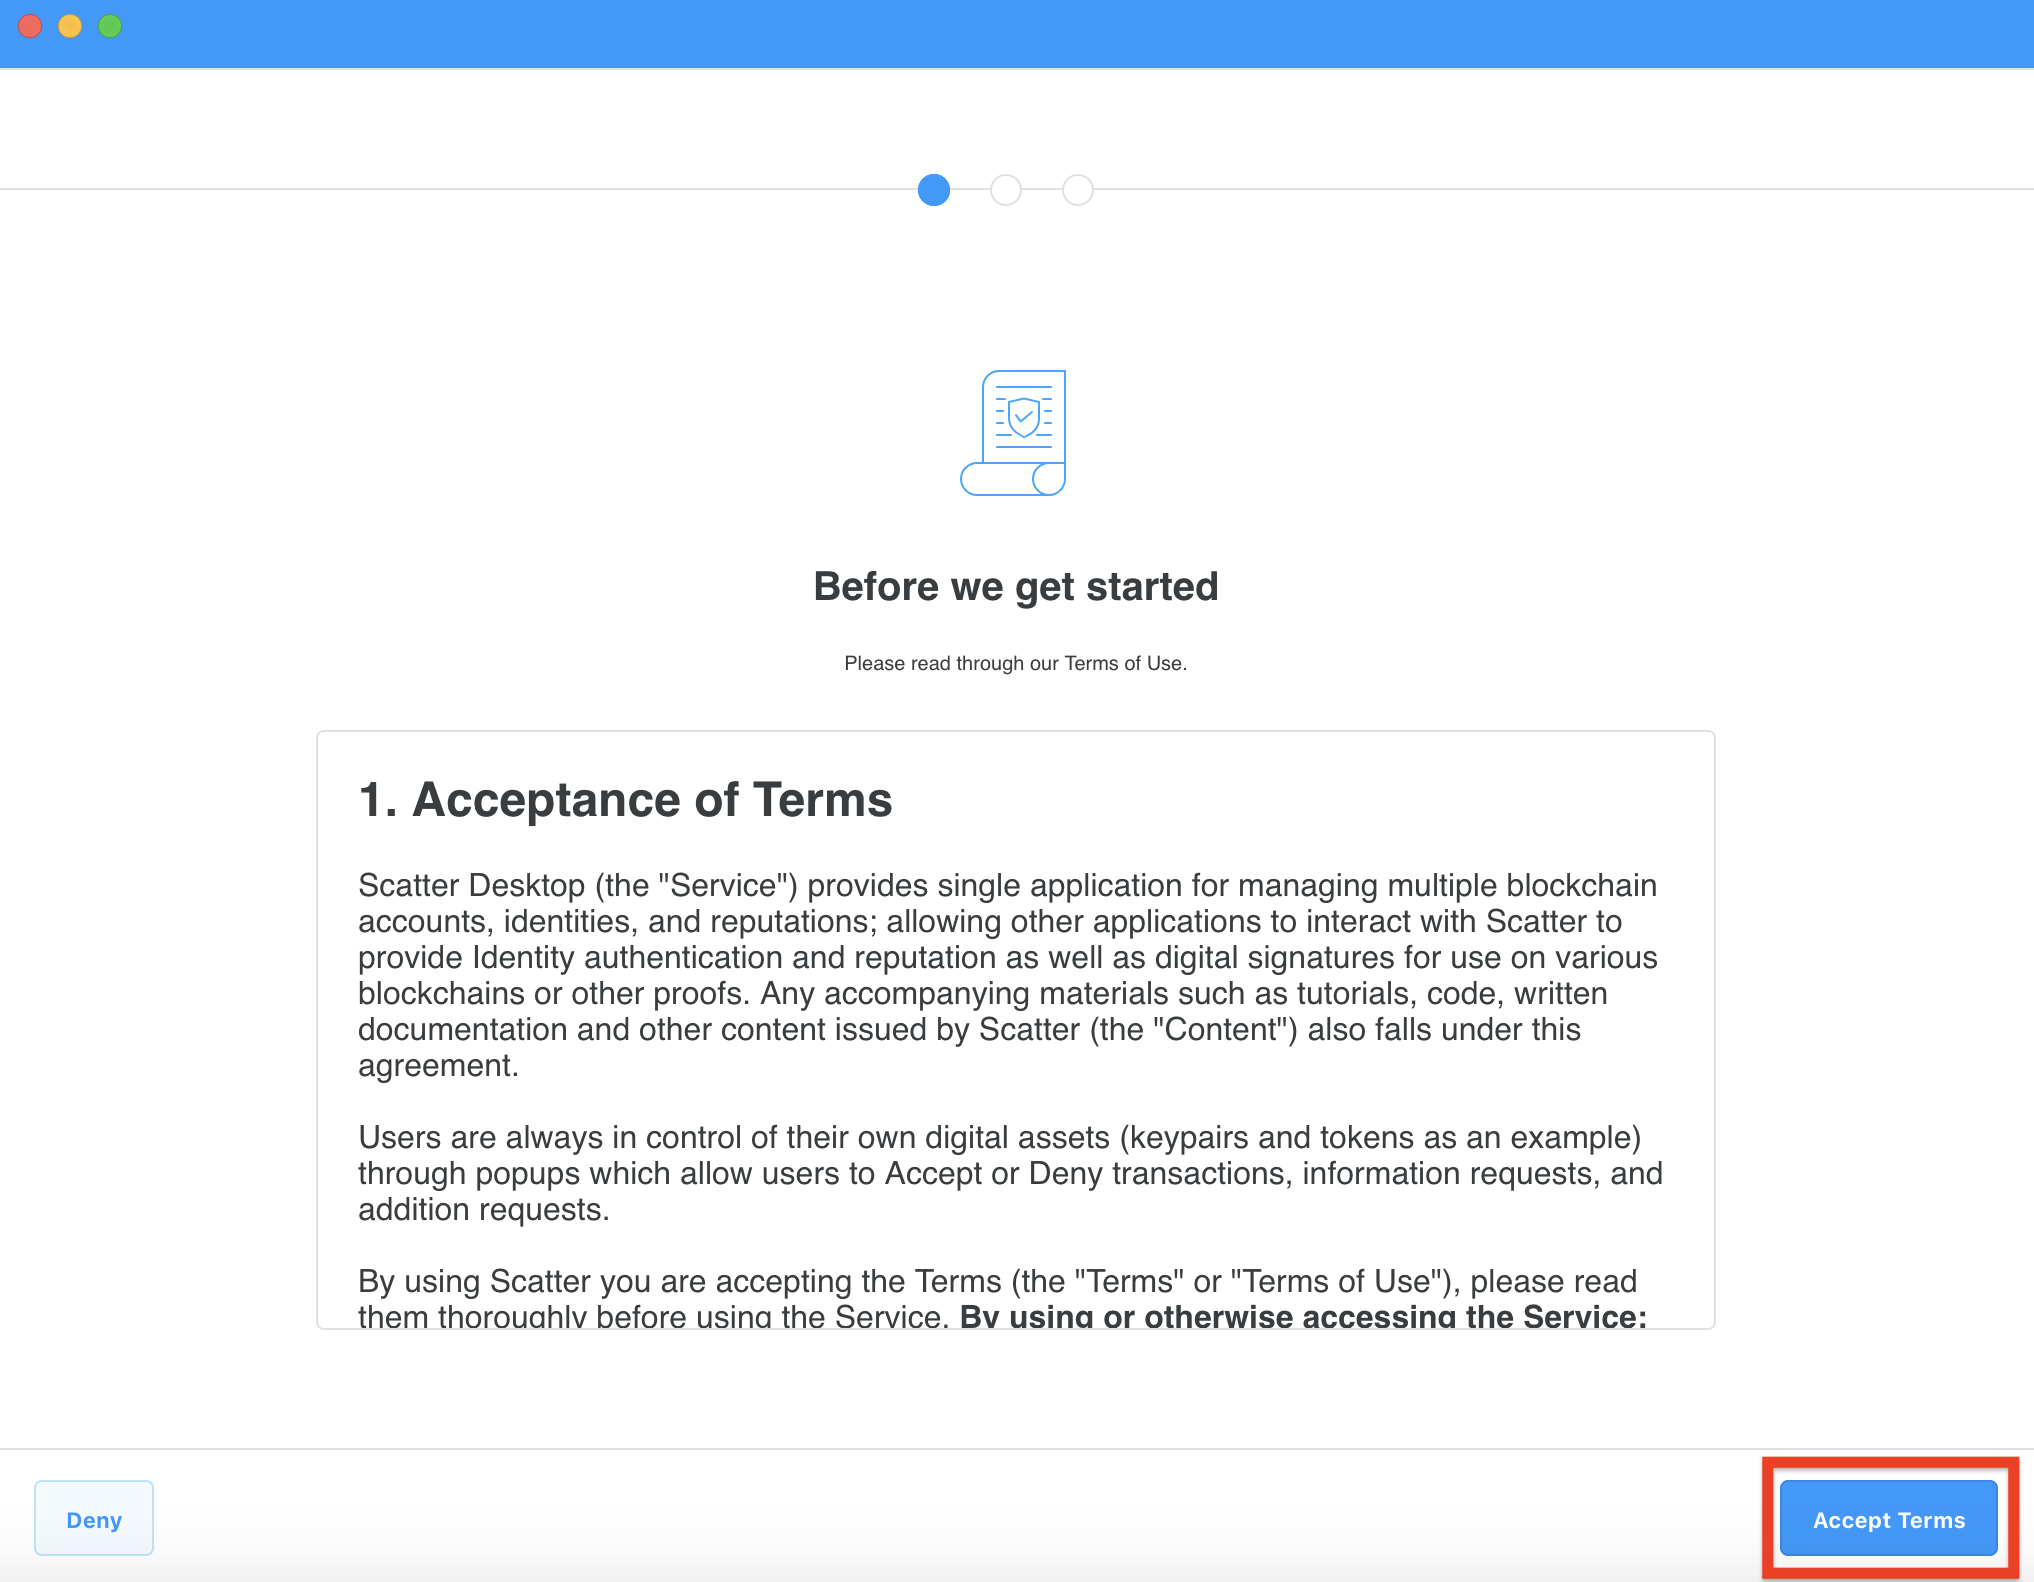 Before we get started
Please read through our Terms of Use.
1. Acceptance of Terms
Scatter Desktop (the "Service") provides single application for managing multiple blockchain
accounts, identities, and reputations; allowing other applications to interact with Scatter to
provide Identity authentication and reputation as well as digital signatures for use on various
blockchains or other proofs. Any accompanying materials such as tutorials, code, written
documentation and other content issued by Scatter (the "Content") also falls under this
agreement.
Users are always in control of their own digital assets (keypairs and tokens as an example)
through popups which allow users to Accept or Deny transactions, information requests, and
addition requests.
By using Scatter you are accepting the Terms (the "Terms" or "Terms of Use"), please read
them thoroughly before using the Service. By using or otherwise accessing the Service:
Deny
Accept Terms